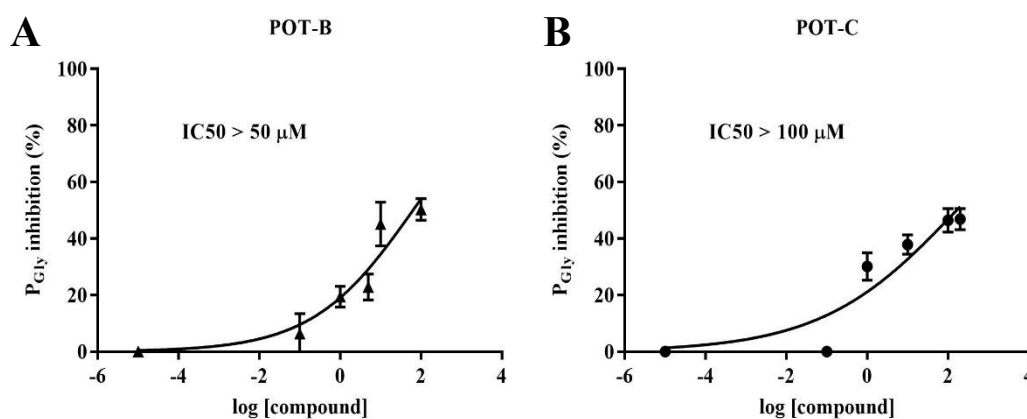 A
POT-B
100
80
60
40
20
0
-6
-4
-2
0
2
4
P_Gly inhibition (%)
log [compound]
IC50 > 50 μM
B
POT-C
100
80
60
40
20
0
-6
-4
-2
0
2
4
P_Gly inhibition (%)
log [compound]
IC50 > 100 μM